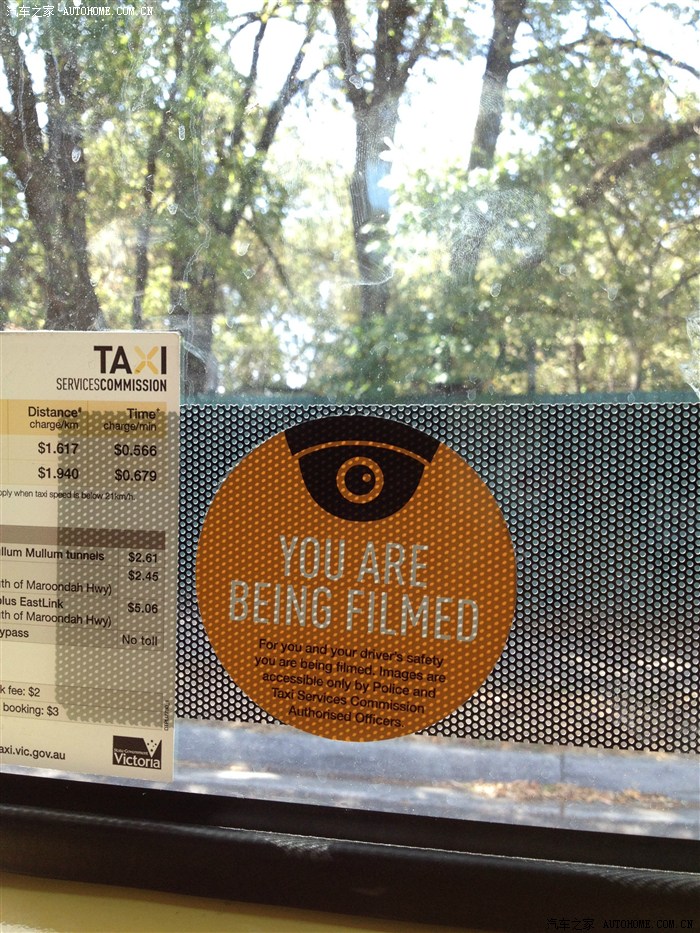 汽车之家 AUTOHOME.COM.CN
TAXI
SERVICESCOMMISSION
Distance* Time*
charge/km charge/min
$1.617 $0.566
$1.940 $0.679
pply when taxi speed is below 21km/h.
llum Mullum tunnels $2.61
$2.45
th of Maroondah Hwy)
plus EastLink $5.06
th of Maroondah Hwy)
ypass No toll
k fee: $2
booking: $3
axi.vic.gov.au
State Government
Victoria
YOU ARE
BEING FILMED
For you and your driver's safety
you are being filmed. Images are
accessible only by Police and
Taxi Services Commission
Authorised Officers.
汽车之家 AUTOHOME.COM.CN